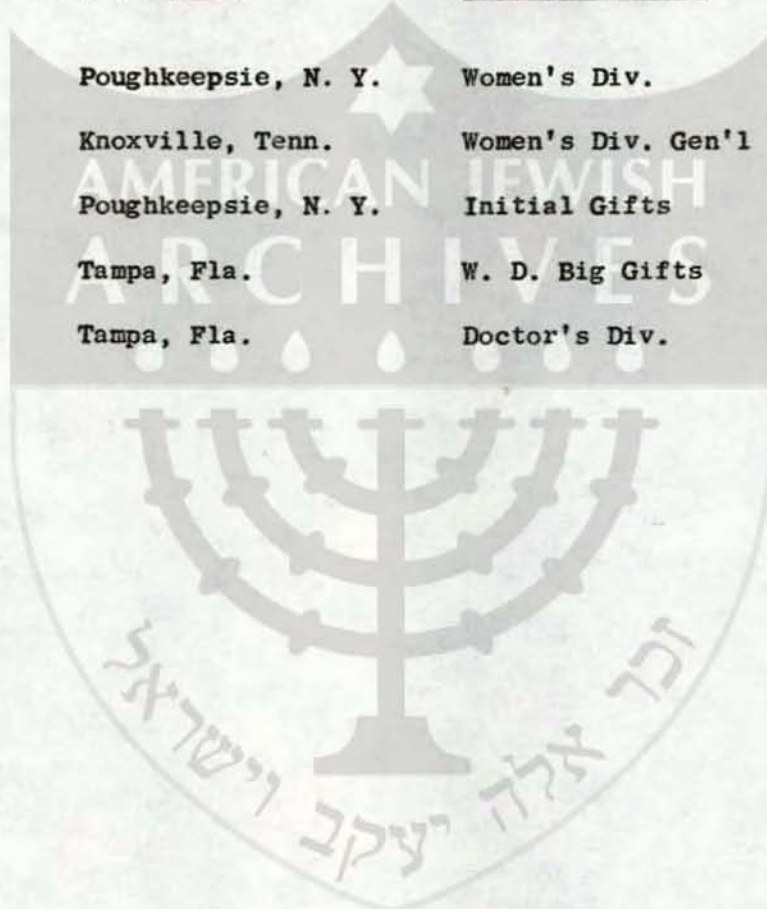 Poughkeepsie, N. Y. Women's Div.
Knoxville, Tenn. Women's Div. Gen'l
AMERICAN JEWISH
Poughkeepsie, N. Y. Initial Gifts
ARCHIVES
Tampa, Fla. W. D. Big Gifts
Tampa, Fla. Doctor's Div.
זכר אלה יעקב וישראל